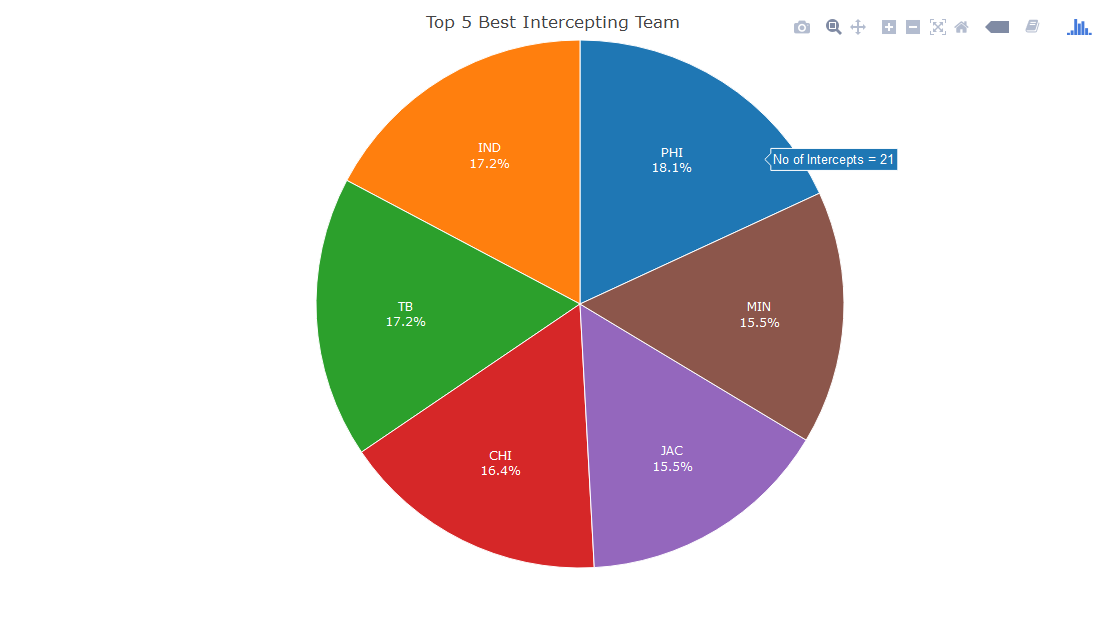 Top 5 Best Intercepting Team
IND
17.2%
PHI
18.1%
No of Intercepts = 21
TB
17.2%
MIN
15.5%
CHI
16.4%
JAC
15.5%